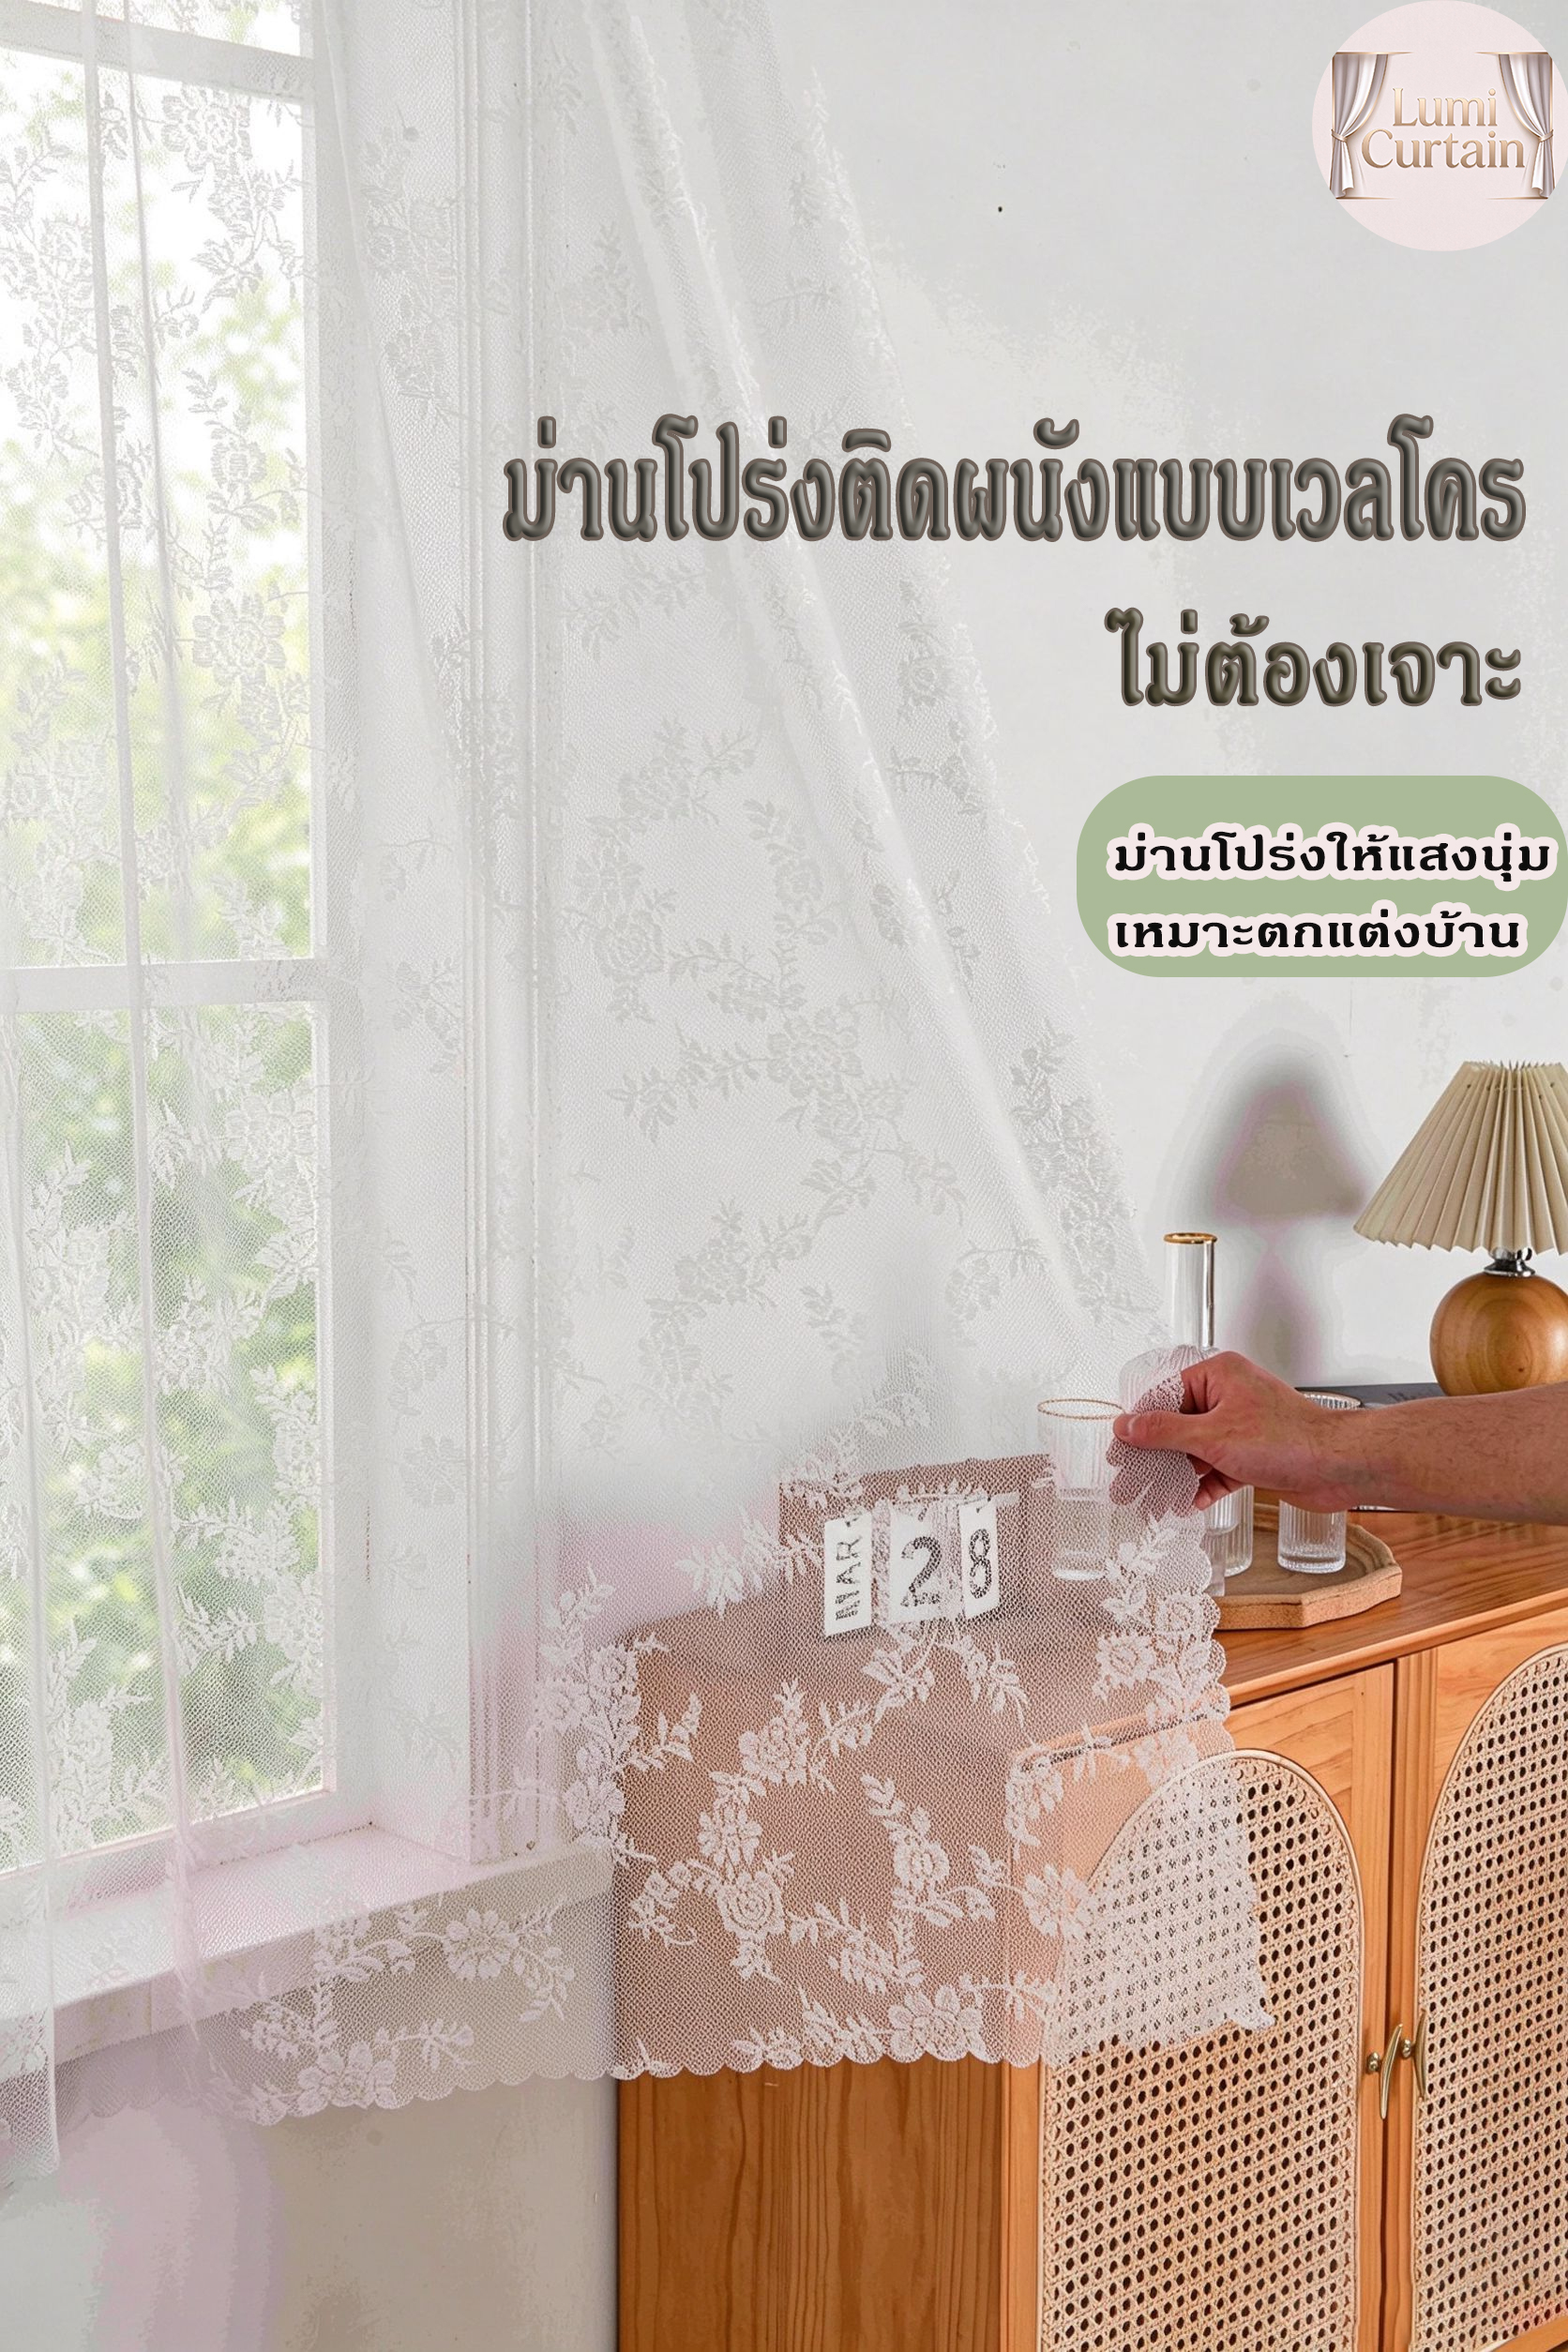 Lumi
Curtain
ม่านโปร่งติดผนังแบบเวลโคร
ไม่ต้องเจาะ
ม่านโปร่งให้แสงนุ่ม
เหมาะตกแต่งบ้าน
MAR 28